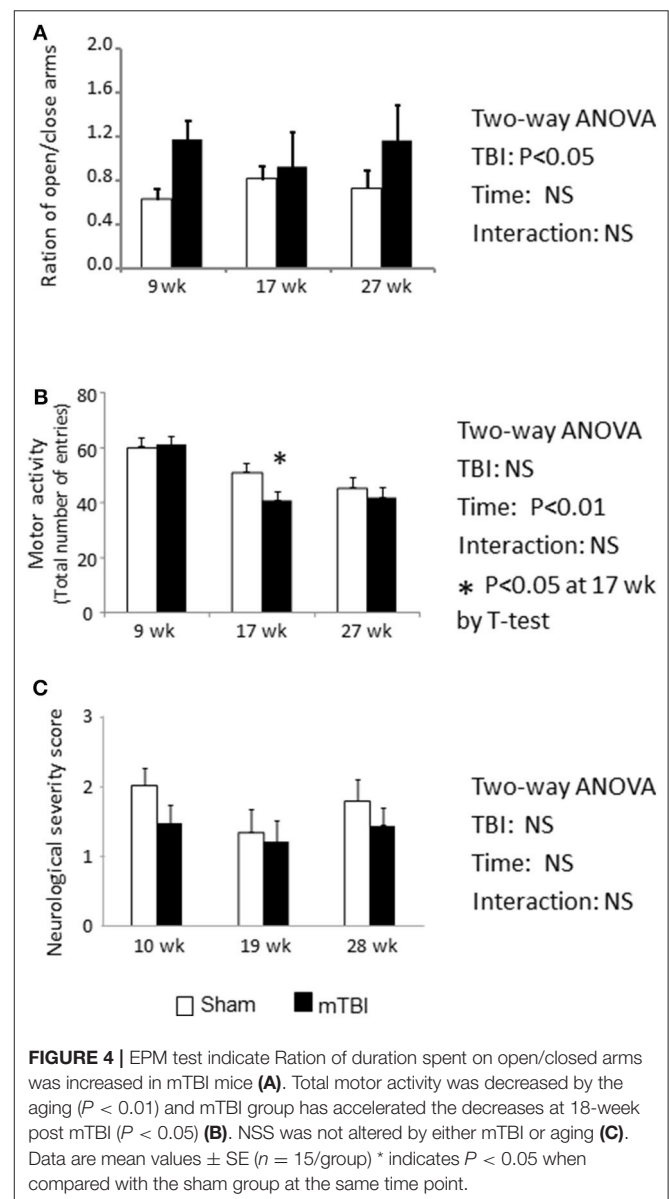 A
Ration of open/close arms
2.0
1.6
1.2
0.8
0.4
0.0
9 wk 17 wk 27 wk
Two-way ANOVA
TBI: P<0.05
Time: NS
Interaction: NS
B
Motor activity
(Total number of entries)
80
60
40
20
0
*
9 wk 17 wk 27 wk
Two-way ANOVA
TBI: NS
Time: P<0.01
Interaction: NS
* P<0.05 at 17 wk
by T-test
C
Neurological severity score
3
2
1
0
10 wk 19 wk 28 wk
Two-way ANOVA
TBI: NS
Time: NS
Interaction: NS
Sham mTBI
FIGURE 4 | EPM test indicate Ration of duration spent on open/closed arms
was increased in mTBI mice (A). Total motor activity was decreased by the
aging (P < 0.01) and mTBI group has accelerated the decreases at 18-week
post mTBI (P < 0.05) (B). NSS was not altered by either mTBI or aging (C).
Data are mean values ± SE (n = 15/group) * indicates P < 0.05 when
compared with the sham group at the same time point.